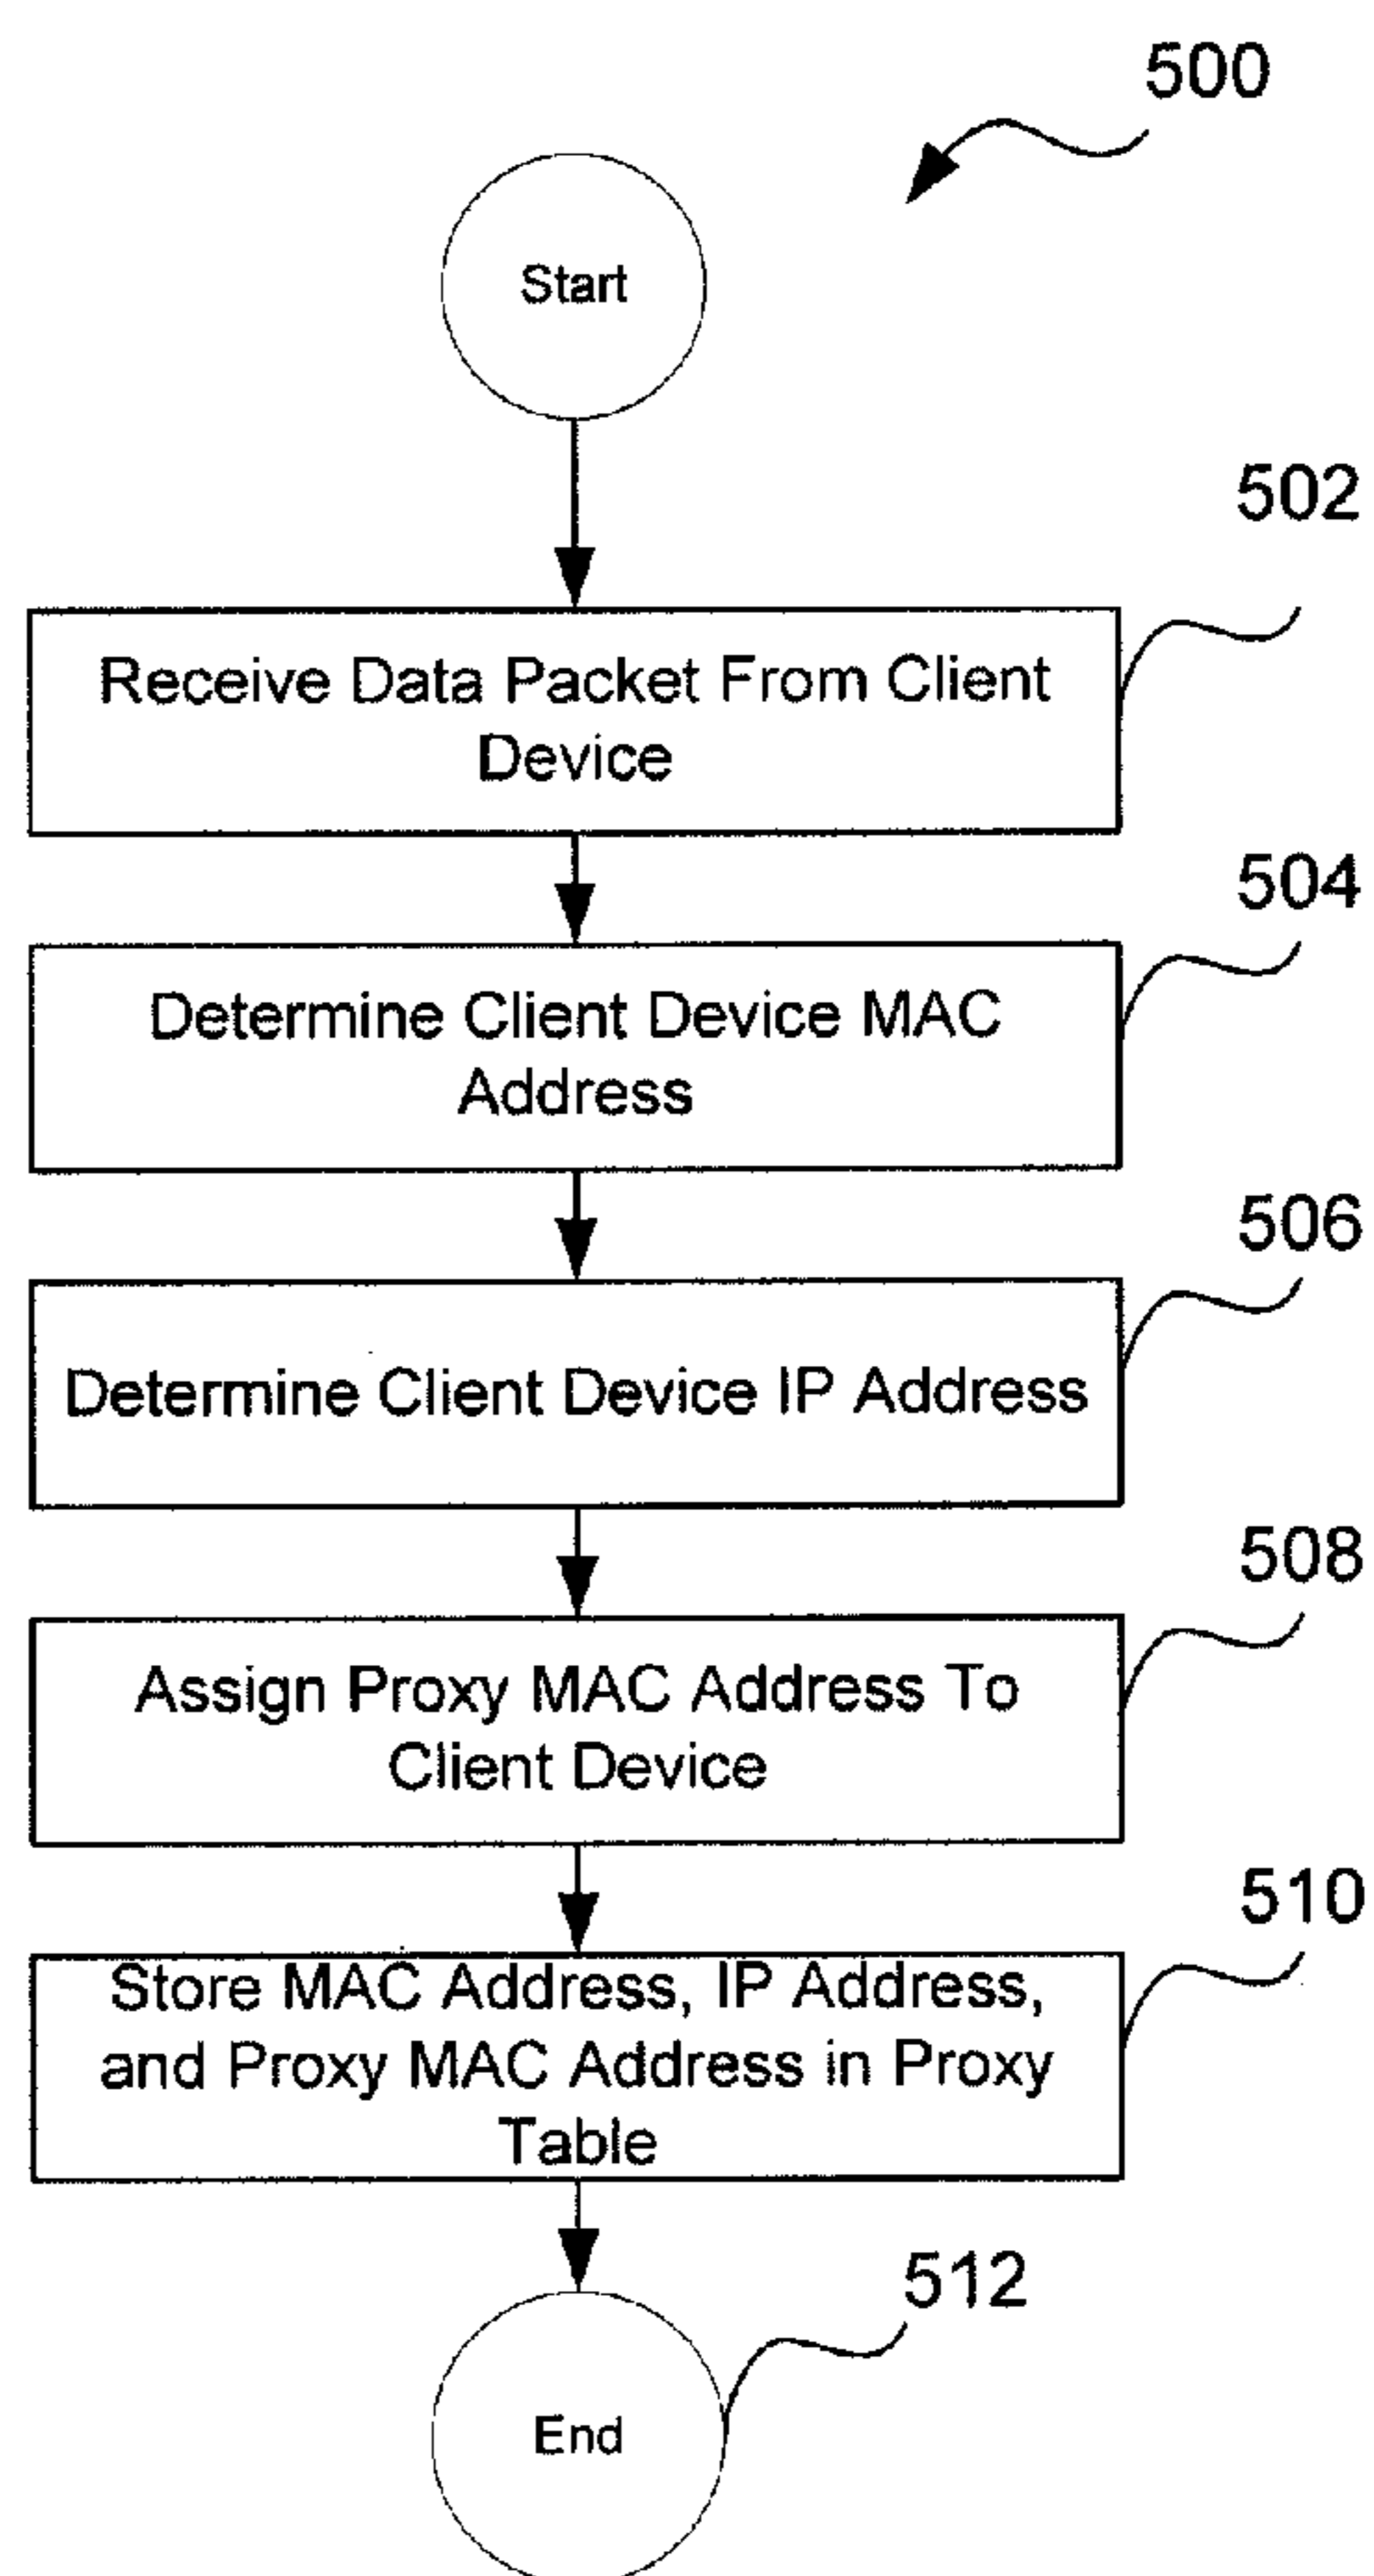 500
Start
502
Receive Data Packet From Client
Device
504
Determine Client Device MAC
Address
506
Determine Client Device IP Address
508
Assign Proxy MAC Address To
Client Device
510
Store MAC Address, IP Address,
and Proxy MAC Address in Proxy
Table
512
End